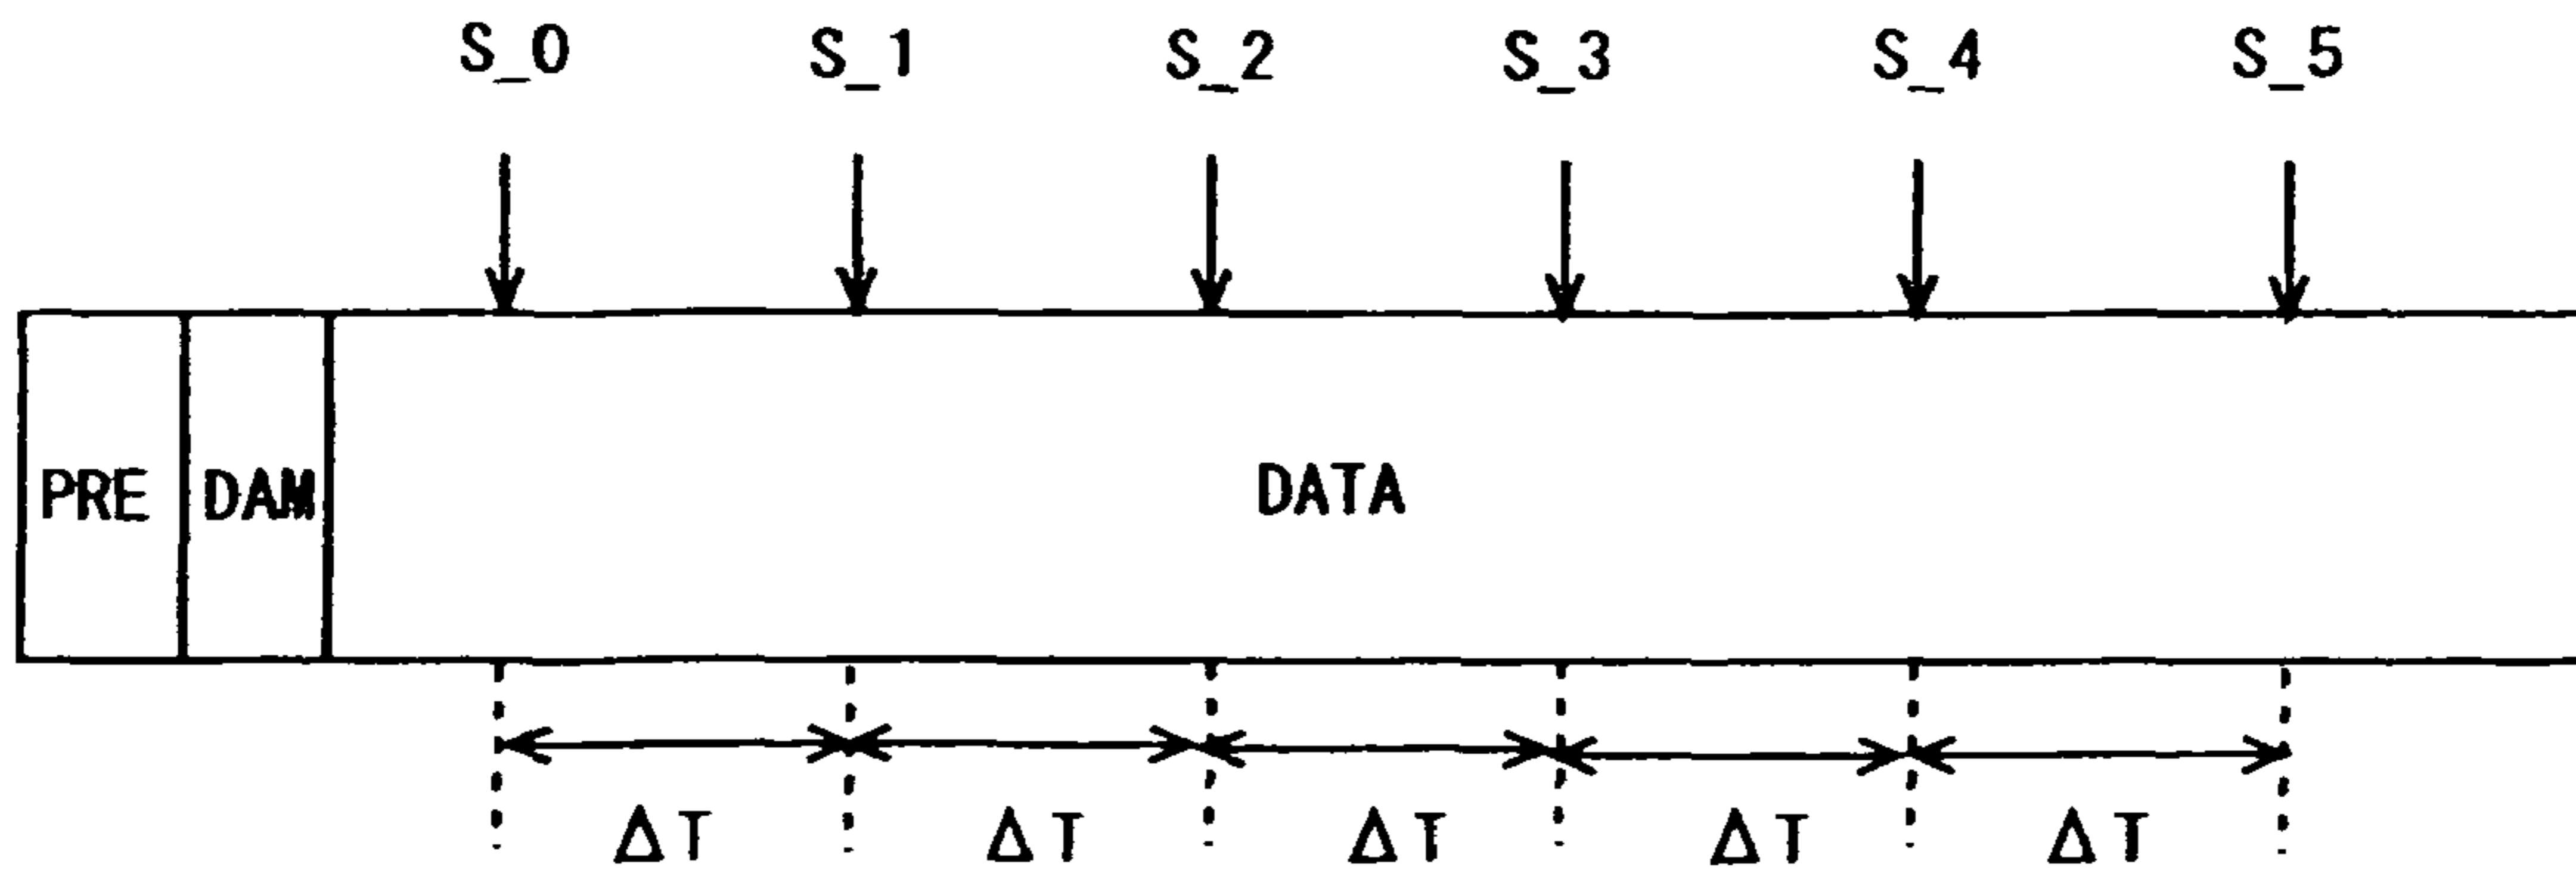 S_0 S_1 S_2 S_3 S_4 S_5
PRE DAM DATA
ΔT ΔT ΔT ΔT ΔT